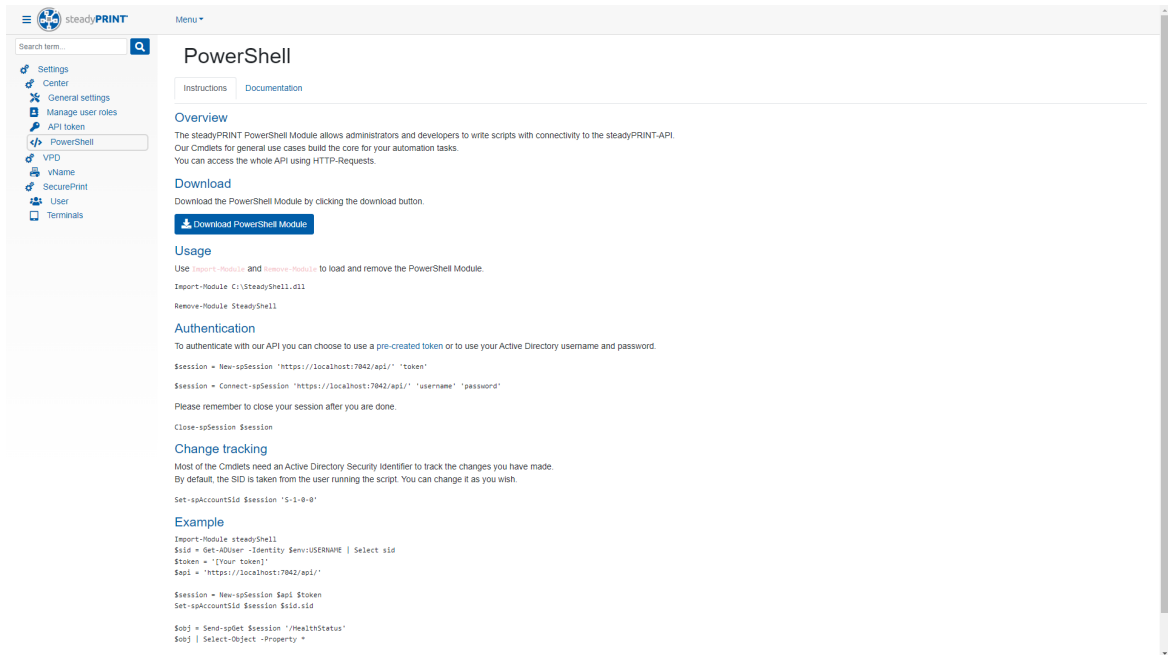 steadyPRINT
Menu
Search term...
Settings
Center
General settings
Manage user roles
API token
PowerShell
VPD
vName
SecurePrint
User
Terminals
PowerShell
Instructions
Documentation
Overview
The steadyPRINT PowerShell Module allows administrators and developers to write scripts with connectivity to the steadyPRINT-API.
Our Cmdlets for general use cases build the core for your automation tasks.
You can access the whole API using HTTP-Requests.
Download
Download the PowerShell Module by clicking the download button.
Download PowerShell Module
Usage
Use Import-Module and Remove-Module to load and remove the PowerShell Module.
Import-Module C:\SteadyShell.dll
Remove-Module SteadyShell
Authentication
To authenticate with our API you can choose to use a pre-created token or to use your Active Directory username and password.
$session = New-spSession 'https://localhost:7042/api/' 'token'
$session = Connect-spSession 'https://localhost:7042/api/' 'username' 'password'
Please remember to close your session after you are done.
Close-spSession $session
Change tracking
Most of the Cmdlets need an Active Directory Security Identifier to track the changes you have made.
By default, the SID is taken from the user running the script. You can change it as you wish.
Set-spAccountSid $session 'S-1-0-0'
Example
Import-Module steadyShell
$sid = Get-ADUser -Identity $env:USERNAME | Select sid
$token = '[Your token]'
$api = 'https://localhost:7042/api/'
$session = New-spSession $api $token
Set-spAccountSid $session $sid.sid
$obj = Send-spGet $session '/HealthStatus'
$obj | Select-Object -Property *